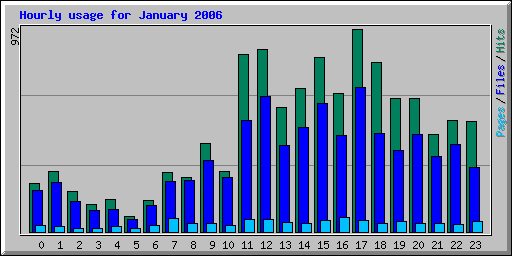 Hourly usage for January 2006
972
Pages / Files / Hits
0 1 2 3 4 5 6 7 8 9 10 11 12 13 14 15 16 17 18 19 20 21 22 23